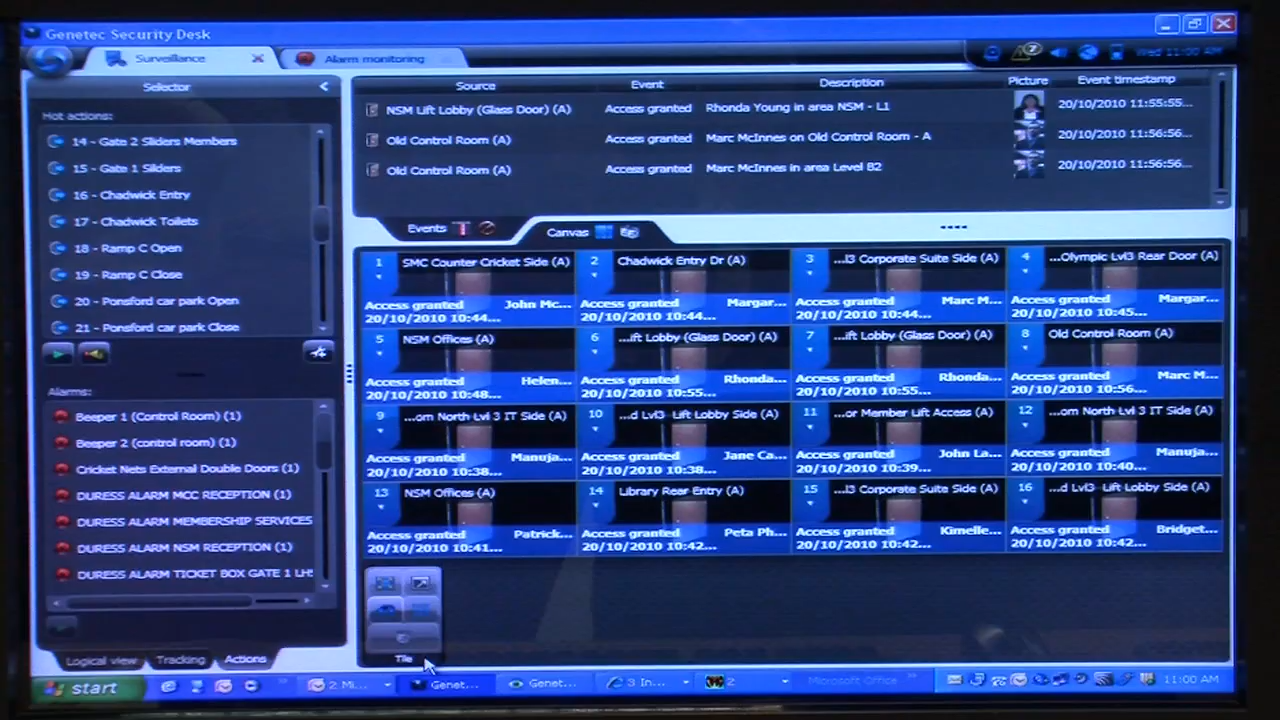 Genetec Security Desk
Surveillance
Alarm monitoring
2
Wed 11:00 AM
Selector
Hot actions:
14 - Gate 2 Sliders Members
15 - Gate 1 Sliders
16 - Chadwick Entry
17 - Chadwick Toilets
18 - Ramp C Open
19 - Ramp C Close
20 - Ponsford car park Open
21 - Ponsford car park Close
Alarms:
Beeper 1 (Control Room) (1)
Beeper 2 (control room) (1)
Cricket Nets External Double Doors (1)
DURESS ALARM MCC RECEPTION (1)
DURESS ALARM MEMBERSHIP SERVICES
DURESS ALARM NSM RECEPTION (1)
DURESS ALARM TICKET BOX GATE 1 LHS
Logical view Tracking Actions
Source Event Description Picture Event timestamp
NSM Lift Lobby (Glass Door) (A) Access granted Rhonda Young in area NSM - L1 20/10/2010 11:55:55...
Old Control Room (A) Access granted Marc McInnes on Old Control Room - A 20/10/2010 11:56:56...
Old Control Room (A) Access granted Marc McInnes in area Level B2 20/10/2010 11:56:56...
Events Canvas
1 SMC Counter Cricket Side (A)
Access granted John Mc...
20/10/2010 10:44...
2 Chadwick Entry Dr (A)
Access granted Margar...
20/10/2010 10:44...
3 ...l3 Corporate Suite Side (A)
Access granted Marc M...
20/10/2010 10:44...
4 ...Olympic Lvl3 Rear Door (A)
Access granted Margar...
20/10/2010 10:45...
5 NSM Offices (A)
Access granted Helen...
20/10/2010 10:48...
6 ...ift Lobby (Glass Door) (A)
Access granted Rhonda...
20/10/2010 10:55...
7 ...ift Lobby (Glass Door) (A)
Access granted Rhonda...
20/10/2010 10:55...
8 Old Control Room (A)
Access granted Marc M...
20/10/2010 10:56...
9 ...om North-Lvl 3 IT Side (A)
Access granted Manuja...
20/10/2010 10:38...
10 ...d Lvl3- Lift Lobby Side (A)
Access granted Jane Ca...
20/10/2010 10:38...
11 ...or Member Lift Access (A)
Access granted John La...
20/10/2010 10:39...
12 ...om North-Lvl 3 IT Side (A)
Access granted Manuja...
20/10/2010 10:40...
13 NSM Offices (A)
Access granted Patrick...
20/10/2010 10:41...
14 Library Rear Entry (A)
Access granted Peta Ph...
20/10/2010 10:42...
15 ...l3 Corporate Suite Side (A)
Access granted Kimelle...
20/10/2010 10:42...
16 ...d Lvl3- Lift Lobby Side (A)
Access granted Bridget...
20/10/2010 10:42...
Tile
start 2 Mi... Genet... Genet... 3 In... 2 Microsoft Office 11:00 AM